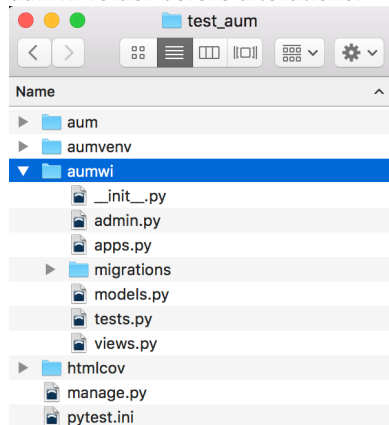 test_aum
Name
aum
aumvenv
aumwi
__init__.py
admin.py
apps.py
migrations
models.py
tests.py
views.py
htmlcov
manage.py
pytest.ini